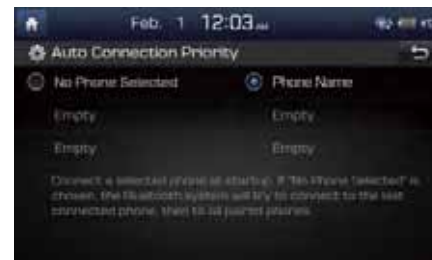 Feb. 1 12:03
Auto Connection Priority
No Phone Selected Phone Name
Empty Empty
Empty Empty
Connect a selected phone at startup. If "No Phone Selected" is
chosen, the Bluetooth system will try to connect to the last
connected phone, then to all paired phones.